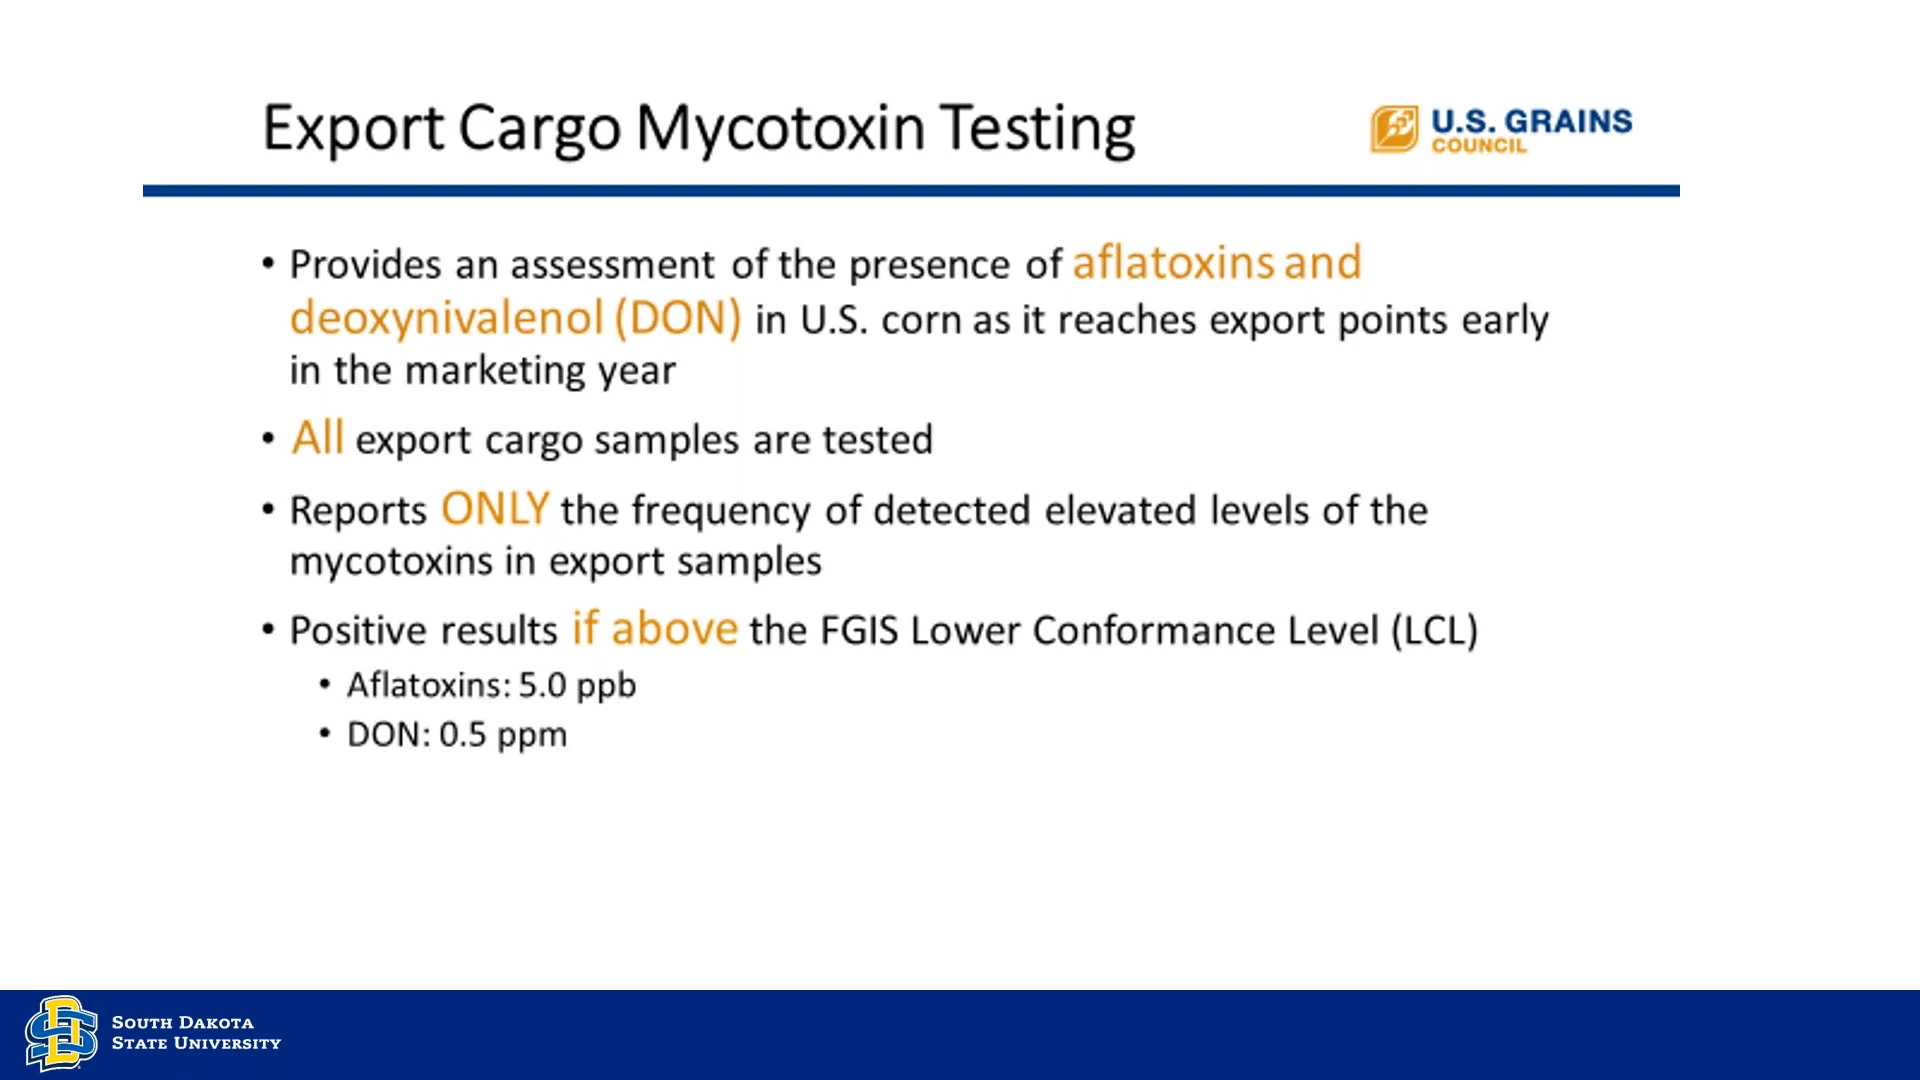 Export Cargo Mycotoxin Testing
U.S. GRAINS
COUNCIL
• Provides an assessment of the presence of aflatoxins and
deoxynivalenol (DON) in U.S. corn as it reaches export points early
in the marketing year
• All export cargo samples are tested
• Reports ONLY the frequency of detected elevated levels of the
mycotoxins in export samples
• Positive results if above the FGIS Lower Conformance Level (LCL)
• Aflatoxins: 5.0 ppb
• DON: 0.5 ppm
SOUTH DAKOTA
STATE UNIVERSITY